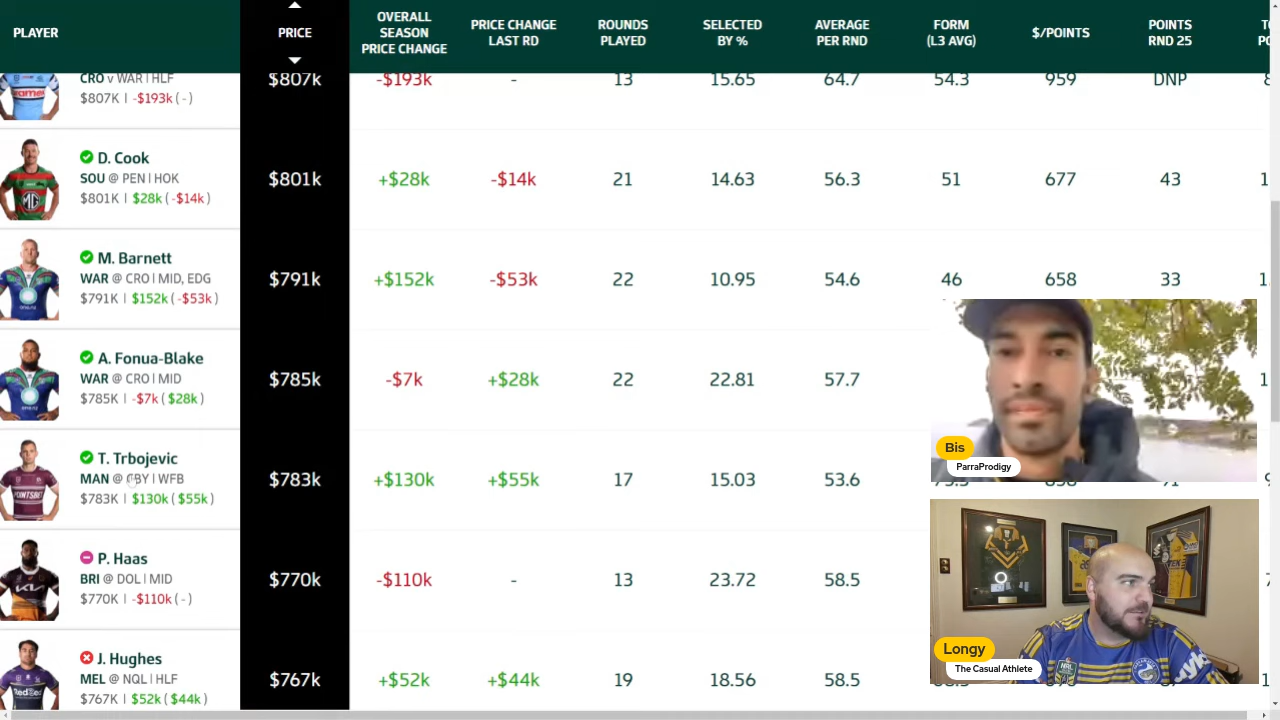 PLAYER
PRICE
OVERALL SEASON PRICE CHANGE
PRICE CHANGE LAST RD
ROUNDS PLAYED
SELECTED BY %
AVERAGE PER RND
FORM (L3 AVG)
$/POINTS
POINTS RND 25
CRO v WAR | HLF
$807K | -$193k ( - )
$807k -$193k - 13 15.65 64.7 54.3 959 DNP
D. Cook
SOU @ PEN | HOK
$801K | $28k ( -$14k )
$801k +$28k -$14k 21 14.63 56.3 51 677 43
M. Barnett
WAR @ CRO | MID, EDG
$791K | $152k ( -$53k )
$791k +$152k -$53k 22 10.95 54.6 46 658 33
A. Fonua-Blake
WAR @ CRO | MID
$785K | -$7k ( $28k )
$785k -$7k +$28k 22 22.81 57.7
T. Trbojevic
MAN @ CBY | WFB
$783K | $130k ( $55k )
$783k +$130k +$55k 17 15.03 53.6
P. Haas
BRI @ DOL | MID
$770K | -$110k ( - )
$770k -$110k - 13 23.72 58.5
J. Hughes
MEL @ NQL | HLF
$767K | $52k ( $44k )
$767k +$52k +$44k 19 18.56 58.5
Bis
ParraProdigy
Longy
The Casual Athlete